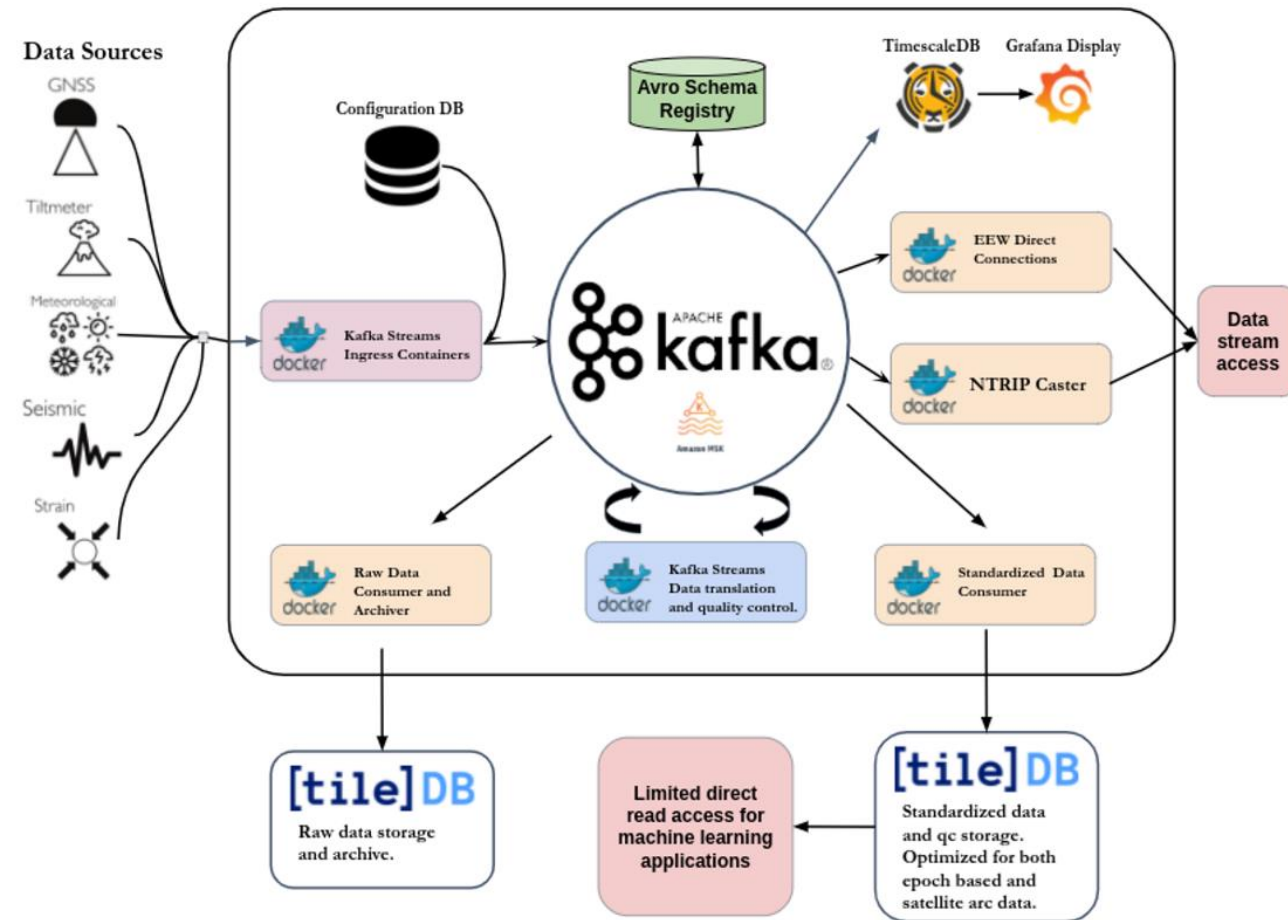 Data Sources
GNSS
Tiltmeter
Meteorological
Seismic
Strain
Configuration DB
docker
Kafka Streams
Ingress Containers
Avro Schema
Registry
TimescaleDB
Grafana Display
APACHE
kafka®
Amazon MSK
docker
EEW Direct
Connections
docker
NTRIP Caster
Data
stream
access
docker
Raw Data
Consumer and
Archiver
docker
Kafka Streams
Data translation
and quality control.
docker
Standardized Data
Consumer
[tile]DB
Raw data storage
and archive.
Limited direct
read access for
machine learning
applications
[tile]DB
Standardized data
and qc storage.
Optimized for both
epoch based and
satellite arc data.